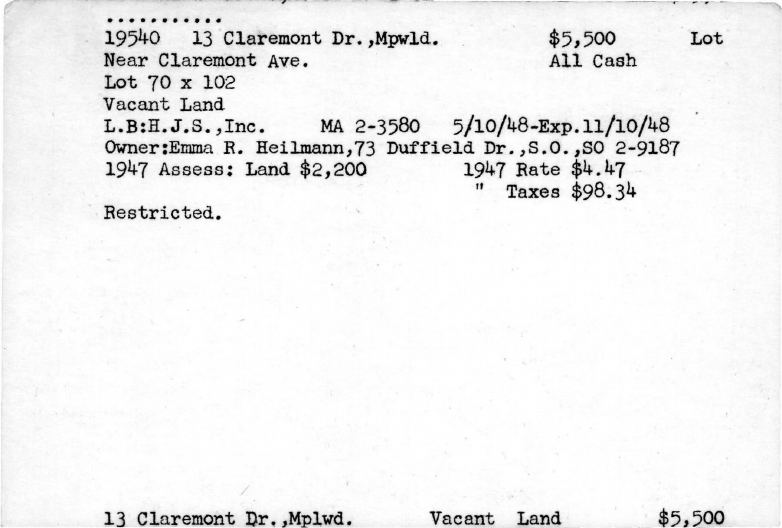 ...........
19540 13 Claremont Dr.,Mpwld. $5,500 Lot
Near Claremont Ave. All Cash
Lot 70 x 102
Vacant Land
L.B:H.J.S.,Inc. MA 2-3580 5/10/48-Exp.11/10/48
Owner:Emma R. Heilmann,73 Duffield Dr.,S.O.,SO 2-9187
1947 Assess: Land $2,200 1947 Rate $4.47
" Taxes $98.34
Restricted.
13 Claremont Dr.,Mplwd. Vacant Land $5,500